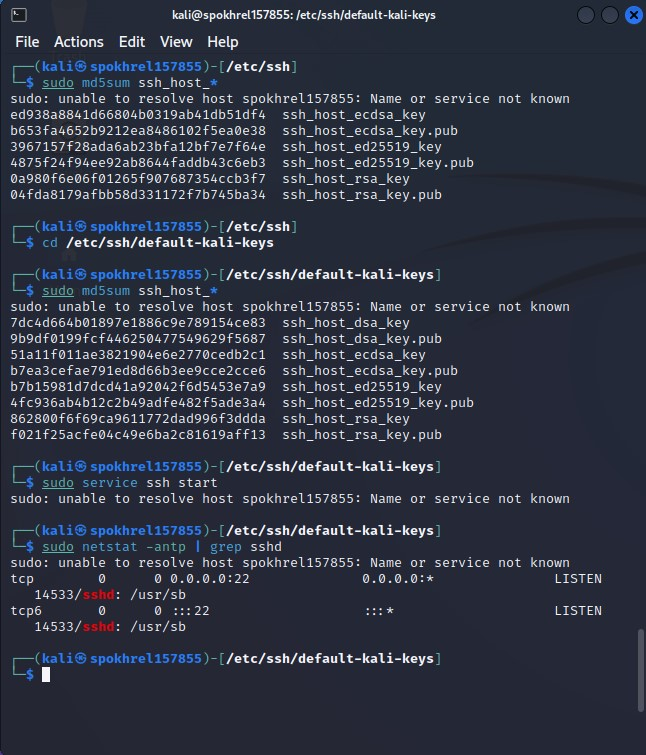 kali@spokhrel157855: /etc/ssh/default-kali-keys
File Actions Edit View Help
┌──(kali㉿spokhrel157855)-[/etc/ssh]
└─$ sudo md5sum ssh_host_*
sudo: unable to resolve host spokhrel157855: Name or service not known
ed938a8841d66804b0319ab41db51df4  ssh_host_ecdsa_key
b653fa4652b9212ea8486102f5ea0e38  ssh_host_ecdsa_key.pub
3967157f28ada6ab23bfa12bf7e7f64e  ssh_host_ed25519_key
4875f24f94ee92ab8644faddb43c6eb3  ssh_host_ed25519_key.pub
0a980f6e06f01265f907687354ccb3f7  ssh_host_rsa_key
04fda8179afbb58d331172f7b745ba34  ssh_host_rsa_key.pub
┌──(kali㉿spokhrel157855)-[/etc/ssh]
└─$ cd /etc/ssh/default-kali-keys
┌──(kali㉿spokhrel157855)-[/etc/ssh/default-kali-keys]
└─$ sudo md5sum ssh_host_*
sudo: unable to resolve host spokhrel157855: Name or service not known
7dc4d664b01897e1886c9e789154ce83  ssh_host_dsa_key
9b9df0199fcf446250477549629f5687  ssh_host_dsa_key.pub
51a11f011ae3821904e6e2770cedb2c1  ssh_host_ecdsa_key
b7ea3cefae791ed8d66b3ee9cce2cce6  ssh_host_ecdsa_key.pub
b7b15981d7dcd41a92042f6d5453e7a9  ssh_host_ed25519_key
4fc936ab4b12c2b49adfe482f5ade3a4  ssh_host_ed25519_key.pub
862800f6f69ca9611772dad996f3ddda  ssh_host_rsa_key
f021f25acfe04c49e6ba2c81619aff13  ssh_host_rsa_key.pub
┌──(kali㉿spokhrel157855)-[/etc/ssh/default-kali-keys]
└─$ sudo service ssh start
sudo: unable to resolve host spokhrel157855: Name or service not known
┌──(kali㉿spokhrel157855)-[/etc/ssh/default-kali-keys]
└─$ sudo netstat -antp | grep sshd
sudo: unable to resolve host spokhrel157855: Name or service not known
tcp        0      0 0.0.0.0:22              0.0.0.0:*               LISTEN
   14533/sshd: /usr/sb
tcp6       0      0 :::22                   :::*                    LISTEN
   14533/sshd: /usr/sb
┌──(kali㉿spokhrel157855)-[/etc/ssh/default-kali-keys]
└─$